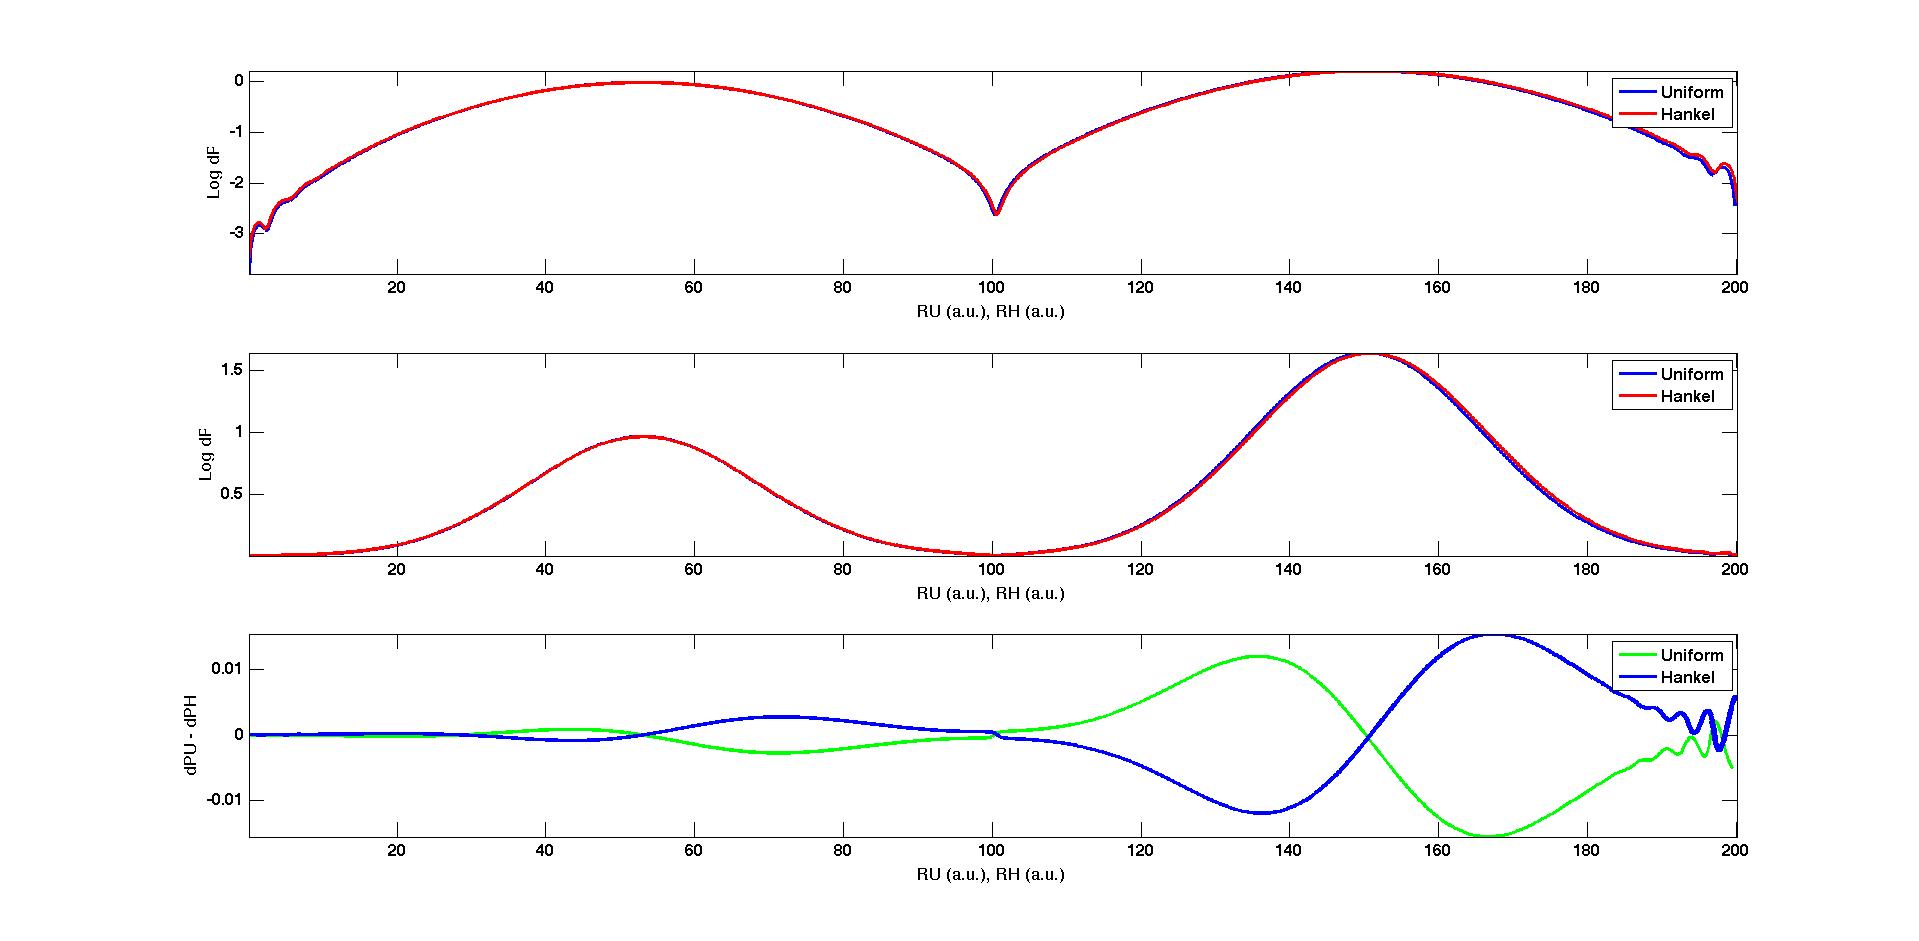 0
-1
-2
-3
Log dF
Uniform
Hankel
20 40 60 80 100 120 140 160 180 200
RU (a.u.), RH (a.u.)
1.5
1
0.5
Log dF
Uniform
Hankel
20 40 60 80 100 120 140 160 180 200
RU (a.u.), RH (a.u.)
0.01
0
-0.01
dPU - dPH
Uniform
Hankel
20 40 60 80 100 120 140 160 180 200
RU (a.u.), RH (a.u.)